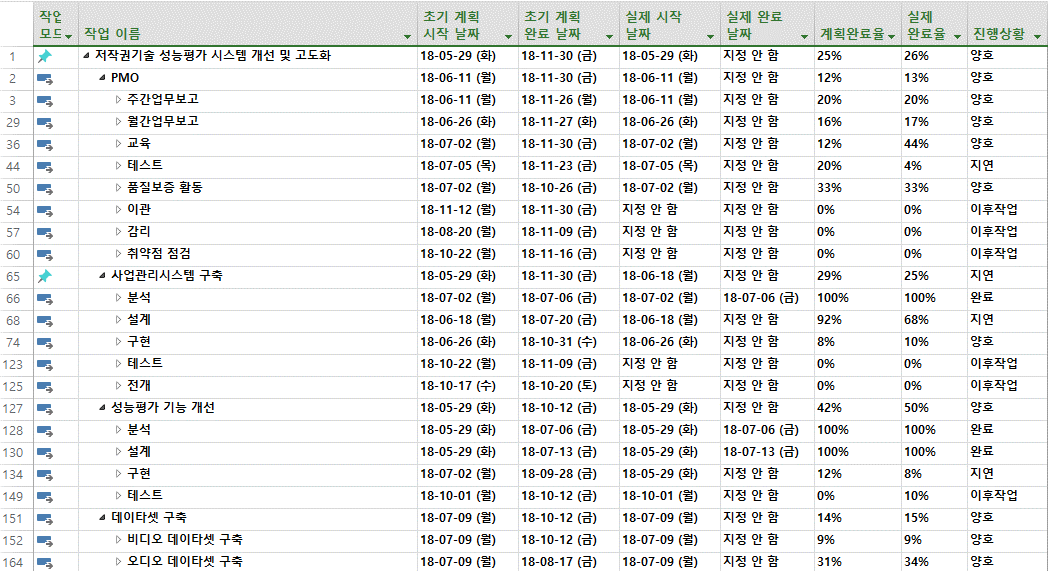 작업 모드 작업 이름 초기 계획 시작 날짜 초기 계획 완료 날짜 실제 시작 날짜 실제 완료 날짜 계획완료율 실제 완료율 진행상황
1 저작권기술 성능평가 시스템 개선 및 고도화 18-05-29 (화) 18-11-30 (금) 18-05-29 (화) 지정 안 함 25% 26% 양호
2 PMO 18-06-11 (월) 18-11-30 (금) 18-06-11 (월) 지정 안 함 12% 13% 양호
3 주간업무보고 18-06-11 (월) 18-11-26 (월) 18-06-11 (월) 지정 안 함 20% 20% 양호
29 월간업무보고 18-06-26 (화) 18-11-27 (화) 18-06-26 (화) 지정 안 함 16% 17% 양호
36 교육 18-07-02 (월) 18-11-30 (금) 18-07-02 (월) 지정 안 함 12% 44% 양호
44 테스트 18-07-05 (목) 18-11-23 (금) 18-07-05 (목) 지정 안 함 20% 4% 지연
50 품질보증 활동 18-07-02 (월) 18-10-26 (금) 18-07-02 (월) 지정 안 함 33% 33% 양호
54 이관 18-11-12 (월) 18-11-30 (금) 지정 안 함 지정 안 함 0% 0% 이후작업
57 감리 18-08-20 (월) 18-11-09 (금) 지정 안 함 지정 안 함 0% 0% 이후작업
60 취약점 점검 18-10-22 (월) 18-11-16 (금) 지정 안 함 지정 안 함 0% 0% 이후작업
65 사업관리시스템 구축 18-05-29 (화) 18-11-30 (금) 18-06-18 (월) 지정 안 함 29% 25% 지연
66 분석 18-07-02 (월) 18-07-06 (금) 18-07-02 (월) 18-07-06 (금) 100% 100% 완료
68 설계 18-06-18 (월) 18-07-20 (금) 18-06-18 (월) 지정 안 함 92% 68% 지연
74 구현 18-06-26 (화) 18-10-31 (수) 18-06-26 (화) 지정 안 함 8% 10% 양호
123 테스트 18-10-22 (월) 18-11-09 (금) 지정 안 함 지정 안 함 0% 0% 이후작업
125 전개 18-10-17 (수) 18-10-20 (토) 지정 안 함 지정 안 함 0% 0% 이후작업
127 성능평가 기능 개선 18-05-29 (화) 18-10-12 (금) 18-05-29 (화) 지정 안 함 42% 50% 양호
128 분석 18-05-29 (화) 18-07-06 (금) 18-05-29 (화) 18-07-06 (금) 100% 100% 완료
130 설계 18-05-29 (화) 18-07-13 (금) 18-05-29 (화) 18-07-13 (금) 100% 100% 완료
134 구현 18-07-02 (월) 18-09-28 (금) 18-05-29 (화) 지정 안 함 12% 8% 지연
149 테스트 18-10-01 (월) 18-10-12 (금) 18-10-01 (월) 지정 안 함 0% 10% 이후작업
151 데이타셋 구축 18-07-09 (월) 18-10-12 (금) 18-07-09 (월) 지정 안 함 14% 15% 양호
152 비디오 데이타셋 구축 18-07-09 (월) 18-10-12 (금) 18-07-09 (월) 지정 안 함 9% 9% 양호
164 오디오 데이타셋 구축 18-07-09 (월) 18-08-17 (금) 18-07-09 (월) 지정 안 함 31% 34% 양호